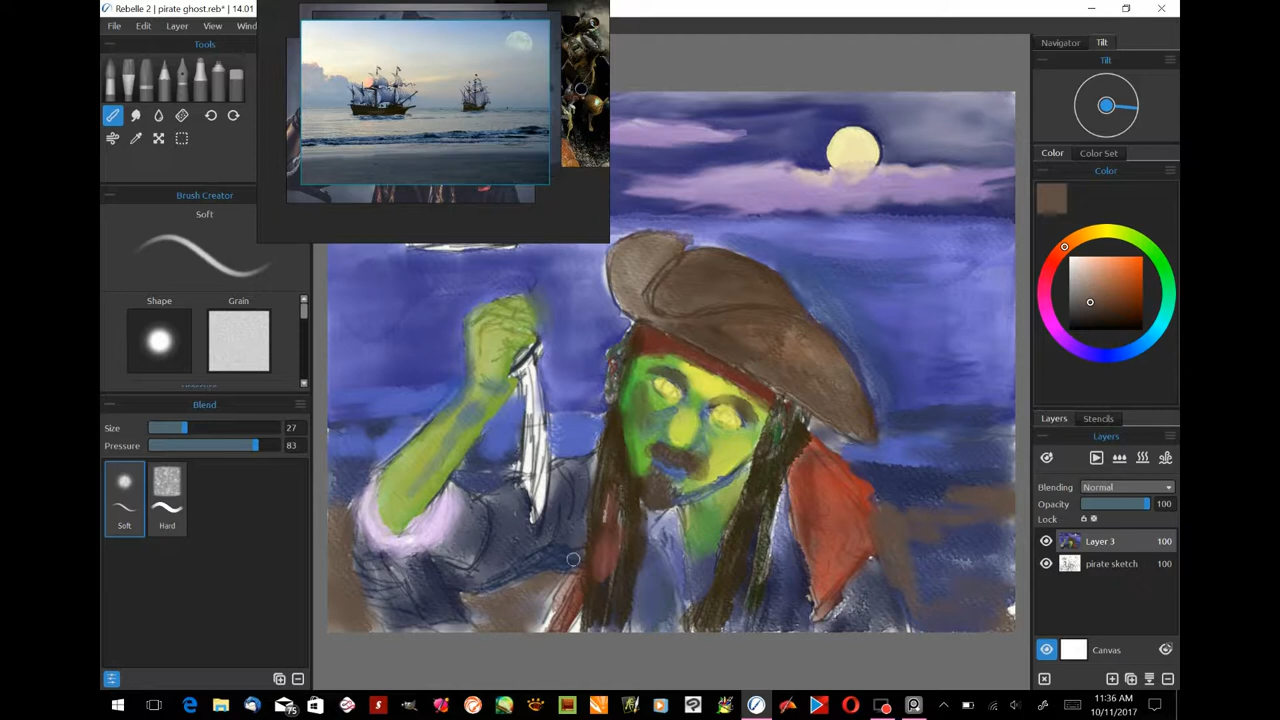 Rebelle 2 | pirate ghost.reb* | 14.01
File Edit Layer View Wind
Tools
Brush Creator
Soft
Shape Grain
Blend
Size 27
Pressure 83
Soft Hard
Navigator Tilt
Tilt
Color Color Set
Color
Layers Stencils
Layers
Blending Normal
Opacity 100
Lock
Layer 3 100
pirate sketch 100
Canvas
75
11:36 AM
10/11/2017